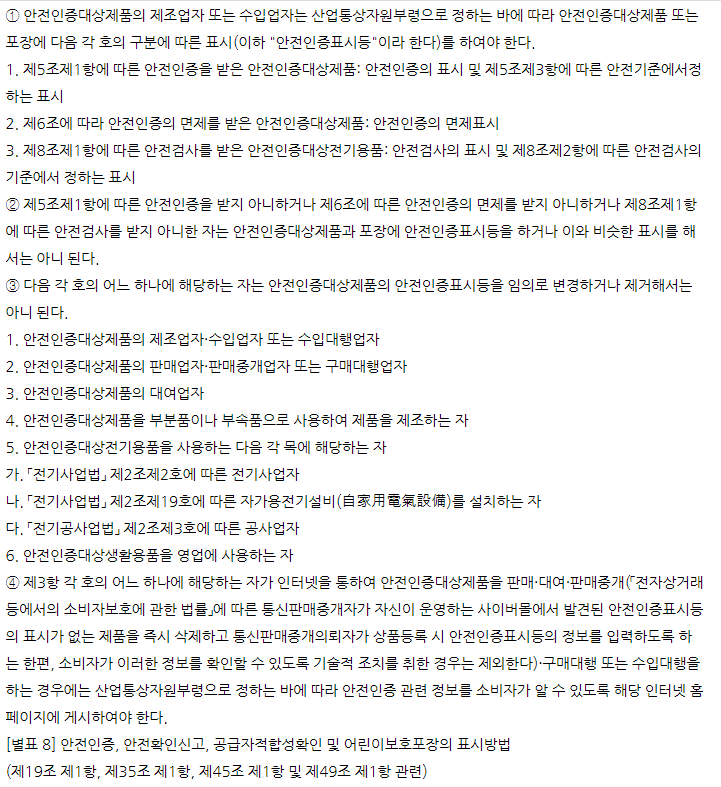 ① 안전인증대상제품의 제조업자 또는 수입업자는 산업통상자원부령으로 정하는 바에 따라 안전인증대상제품 또는
포장에 다음 각 호의 구분에 따른 표시(이하 "안전인증표시등"이라 한다)를 하여야 한다.
1. 제5조제1항에 따른 안전인증을 받은 안전인증대상제품: 안전인증의 표시 및 제5조제3항에 따른 안전기준에서정
하는 표시
2. 제6조에 따라 안전인증의 면제를 받은 안전인증대상제품: 안전인증의 면제표시
3. 제8조제1항에 따른 안전검사를 받은 안전인증대상전기용품: 안전검사의 표시 및 제8조제2항에 따른 안전검사의
기준에서 정하는 표시
② 제5조제1항에 따른 안전인증을 받지 아니하거나 제6조에 따른 안전인증의 면제를 받지 아니하거나 제8조제1항
에 따른 안전검사를 받지 아니한 자는 안전인증대상제품과 포장에 안전인증표시등을 하거나 이와 비슷한 표시를 해
서는 아니 된다.
③ 다음 각 호의 어느 하나에 해당하는 자는 안전인증대상제품의 안전인증표시등을 임의로 변경하거나 제거해서는
아니 된다.
1. 안전인증대상제품의 제조업자·수입업자 또는 수입대행업자
2. 안전인증대상제품의 판매업자·판매중개업자 또는 구매대행업자
3. 안전인증대상제품의 대여업자
4. 안전인증대상제품을 부분품이나 부속품으로 사용하여 제품을 제조하는 자
5. 안전인증대상전기용품을 사용하는 다음 각 목에 해당하는 자
가. 「전기사업법」 제2조제2호에 따른 전기사업자
나. 「전기사업법」 제2조제19호에 따른 자가용전기설비(自家用電氣設備)를 설치하는 자
다. 「전기공사업법」 제2조제3호에 따른 공사업자
6. 안전인증대상생활용품을 영업에 사용하는 자
④ 제3항 각 호의 어느 하나에 해당하는 자가 인터넷을 통하여 안전인증대상제품을 판매·대여·판매중개(「전자상거래
등에서의 소비자보호에 관한 법률」에 따른 통신판매중개자가 자신이 운영하는 사이버몰에서 발견된 안전인증표시등
의 표시가 없는 제품을 즉시 삭제하고 통신판매중개의뢰자가 상품등록 시 안전인증표시등의 정보를 입력하도록 하
는 한편, 소비자가 이러한 정보를 확인할 수 있도록 기술적 조치를 취한 경우는 제외한다)·구매대행 또는 수입대행을
하는 경우에는 산업통상자원부령으로 정하는 바에 따라 안전인증 관련 정보를 소비자가 알 수 있도록 해당 인터넷 홈
페이지에 게시하여야 한다.
[별표 8] 안전인증, 안전확인신고, 공급자적합성확인 및 어린이보호포장의 표시방법
(제19조 제1항, 제35조 제1항, 제45조 제1항 및 제49조 제1항 관련)